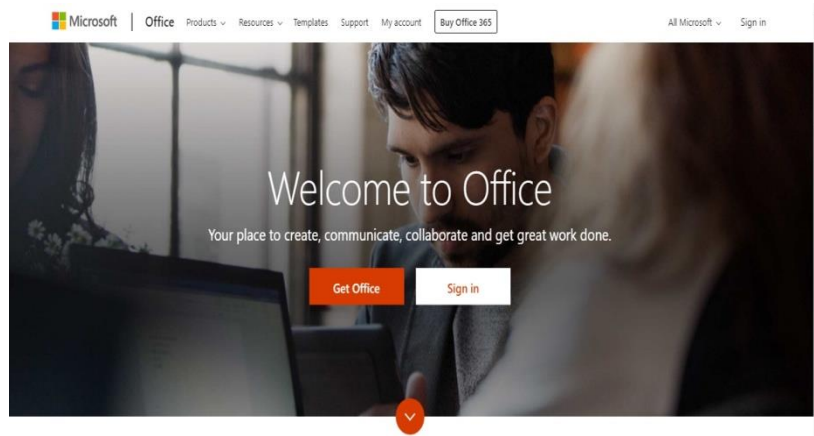 Microsoft | Office Products Resources Templates Support My account Buy Office 365 All Microsoft Sign in
Welcome to Office
Your place to create, communicate, collaborate and get great work done.
Get Office Sign in